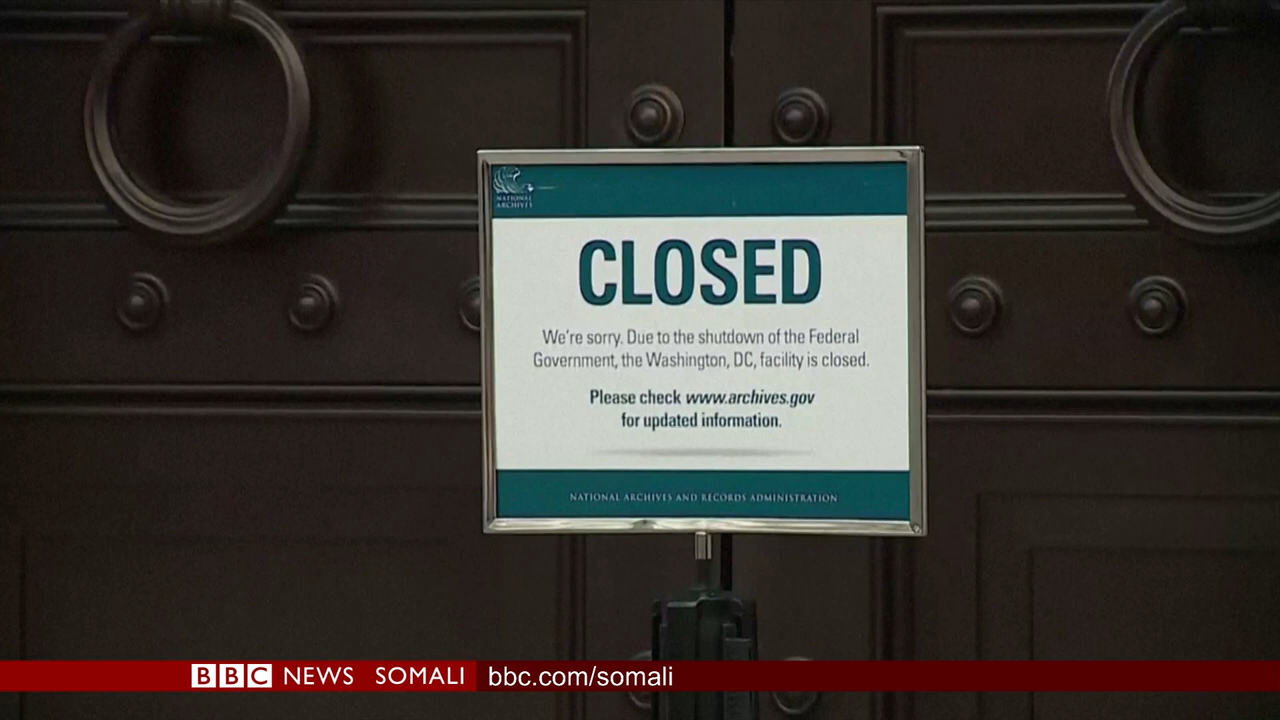 NATIONAL
ARCHIVES
CLOSED
We're sorry. Due to the shutdown of the Federal
Government, the Washington, DC, facility is closed.
Please check www.archives.gov
for updated information.
NATIONAL ARCHIVES AND RECORDS ADMINISTRATION
BBC NEWS SOMALI bbc.com/somali